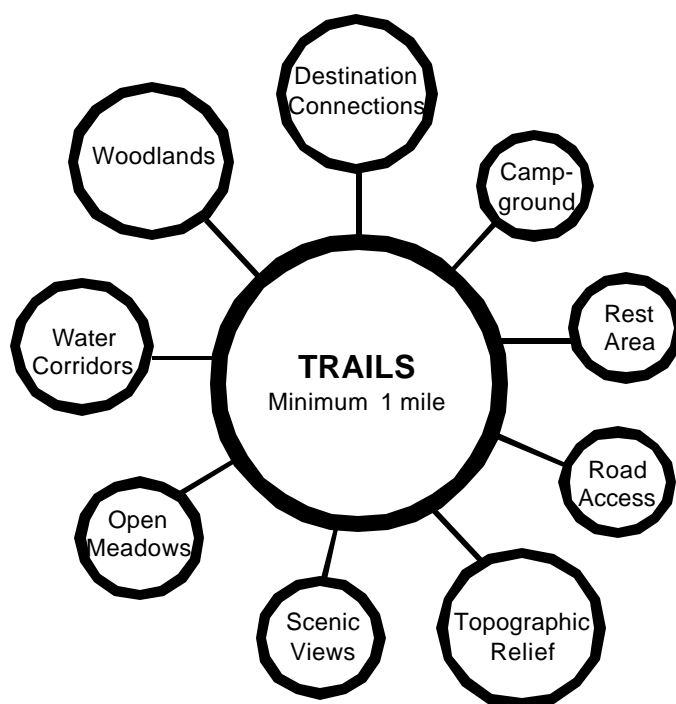 Destination
Connections
Woodlands
Camp-
ground
Rest
Area
Water
Corridors
TRAILS
Minimum 1 mile
Road
Access
Open
Meadows
Scenic
Views
Topographic
Relief